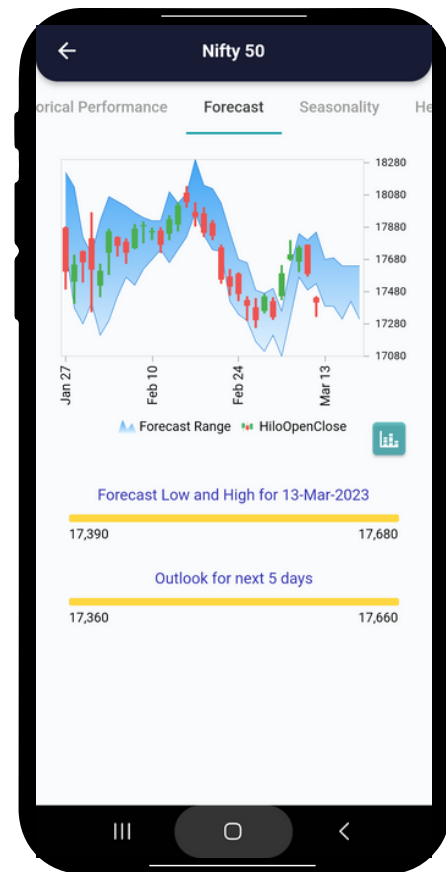 Nifty 50
orical Performance Forecast Seasonality He
18280
18080
17880
17680
17480
17280
17080
Jan 27 Feb 10 Feb 24 Mar 13
Forecast Range HiloOpenClose
Forecast Low and High for 13-Mar-2023
17,390 17,680
Outlook for next 5 days
17,360 17,660